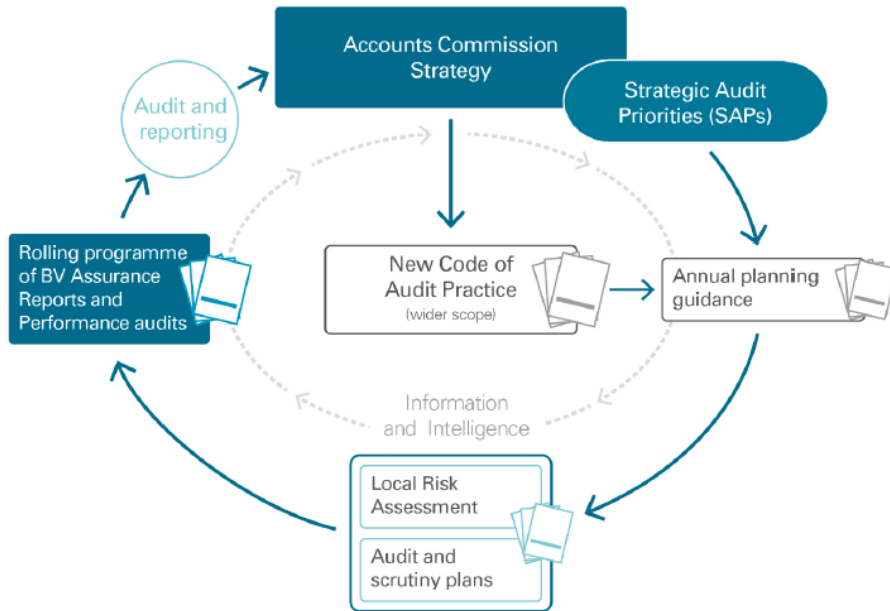 Accounts Commission
Strategy
Strategic Audit
Priorities (SAPs)
Audit and
reporting
Rolling programme
of BV Assurance
Reports and
Performance audits
New Code of
Audit Practice
(wider scope)
Annual planning
guidance
Information
and Intelligence
Local Risk
Assessment
Audit and
scrutiny plans